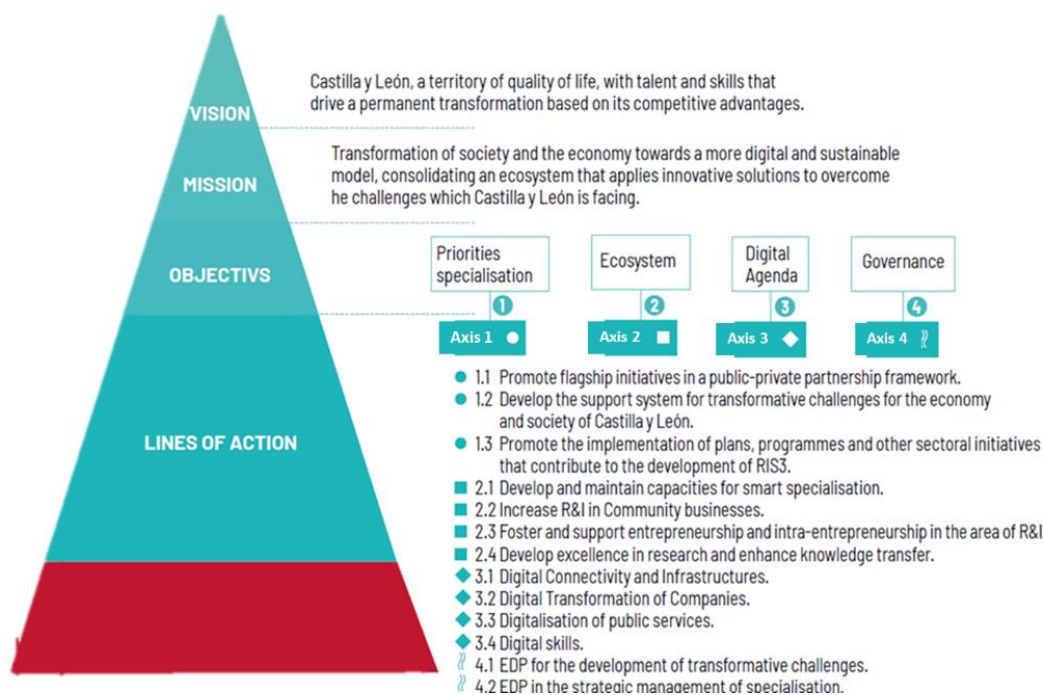 Castilla y León, a territory of quality of life, with talent and skills that
drive a permanent transformation based on its competitive advantages.
VISION
Transformation of society and the economy towards a more digital and sustainable
model, consolidating an ecosystem that applies innovative solutions to overcome
he challenges which Castilla y León is facing.
MISSION
OBJECTIVS
Priorities
specialisation
Ecosystem
Digital
Agenda
Governance
1
2
3
4
Axis 1
Axis 2
Axis 3
Axis 4
LINES OF ACTION
1.1 Promote flagship initiatives in a public-private partnership framework.
1.2 Develop the support system for transformative challenges for the economy
and society of Castilla y León.
1.3 Promote the implementation of plans, programmes and other sectoral initiatives
that contribute to the development of RIS3.
2.1 Develop and maintain capacities for smart specialisation.
2.2 Increase R&I in Community businesses.
2.3 Foster and support entrepreneurship and intra-entrepreneurship in the area of R&I
2.4 Develop excellence in research and enhance knowledge transfer.
3.1 Digital Connectivity and Infrastructures.
3.2 Digital Transformation of Companies.
3.3 Digitalisation of public services.
3.4 Digital skills.
4.1 EDP for the development of transformative challenges.
4.2 EDP in the strategic management of specialisation.